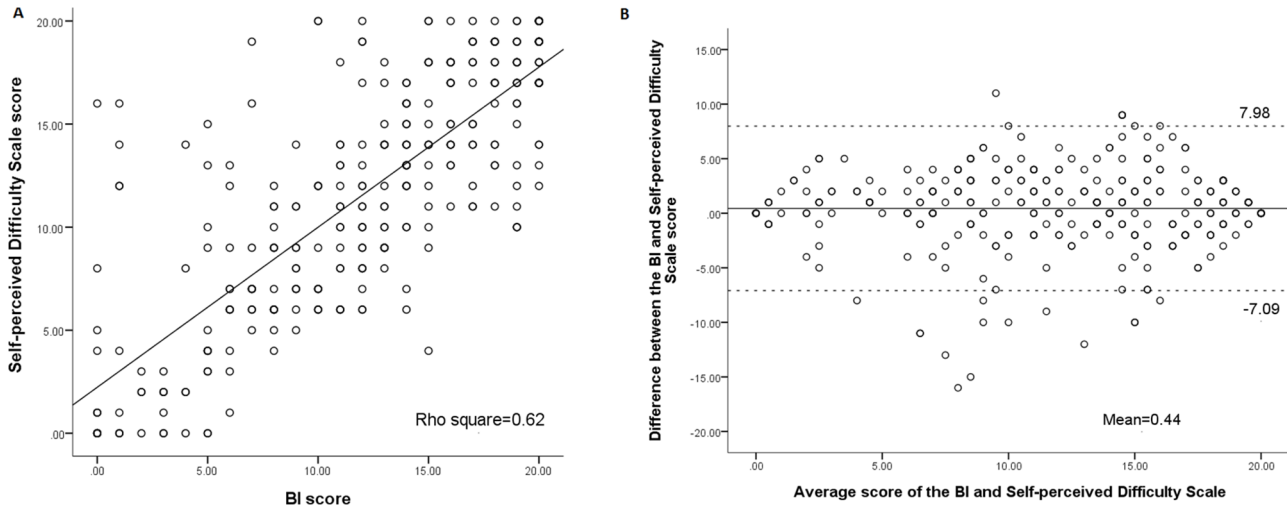 A
20.00
15.00
10.00
5.00
.00
Self-perceived Difficulty Scale score
Rho square=0.62
.00 5.00 10.00 15.00 20.00
BI score
B
15.00
10.00
5.00
.00
-5.00
-10.00
-15.00
-20.00
Difference between the BI and Self-perceived Difficulty
Scale score
7.98
-7.09
Mean=0.44
.00 5.00 10.00 15.00 20.00
Average score of the BI and Self-perceived Difficulty Scale